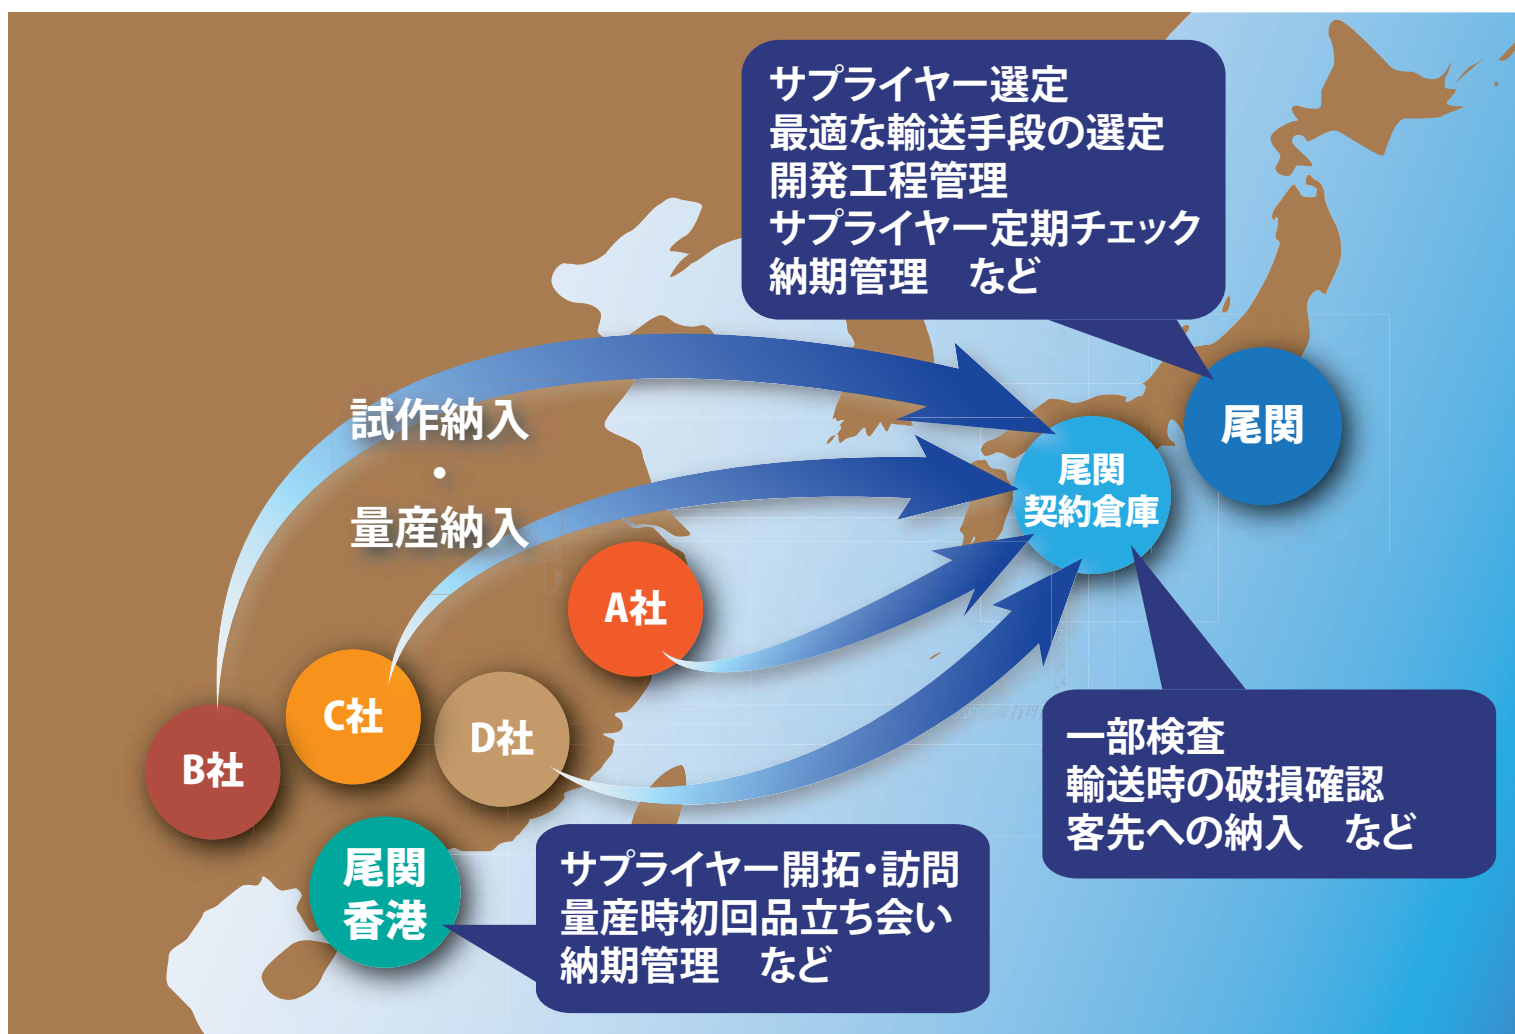 サプライヤー選定
最適な輸送手段の選定
開発工程管理
サプライヤー定期チェック
納期管理　など
尾関
試作納入
・
量産納入
尾関
契約倉庫
A社
C社
D社
B社
一部検査
輸送時の破損確認
客先への納入　など
尾関
香港
サプライヤー開拓・訪問
量産時初回品立ち会い
納期管理　など